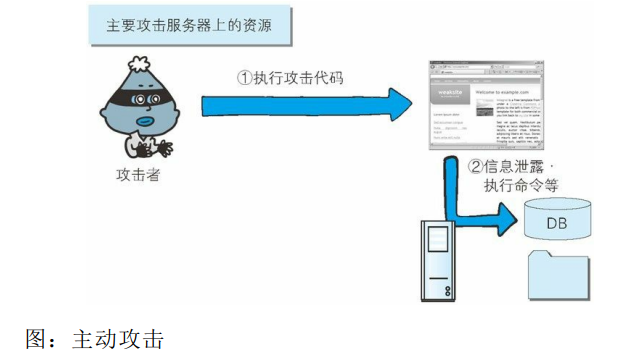 主要攻击服务器上的资源
①执行攻击代码
攻击者
Welcome to example.com
②信息泄露·
执行命令等
DB
图：主动攻击